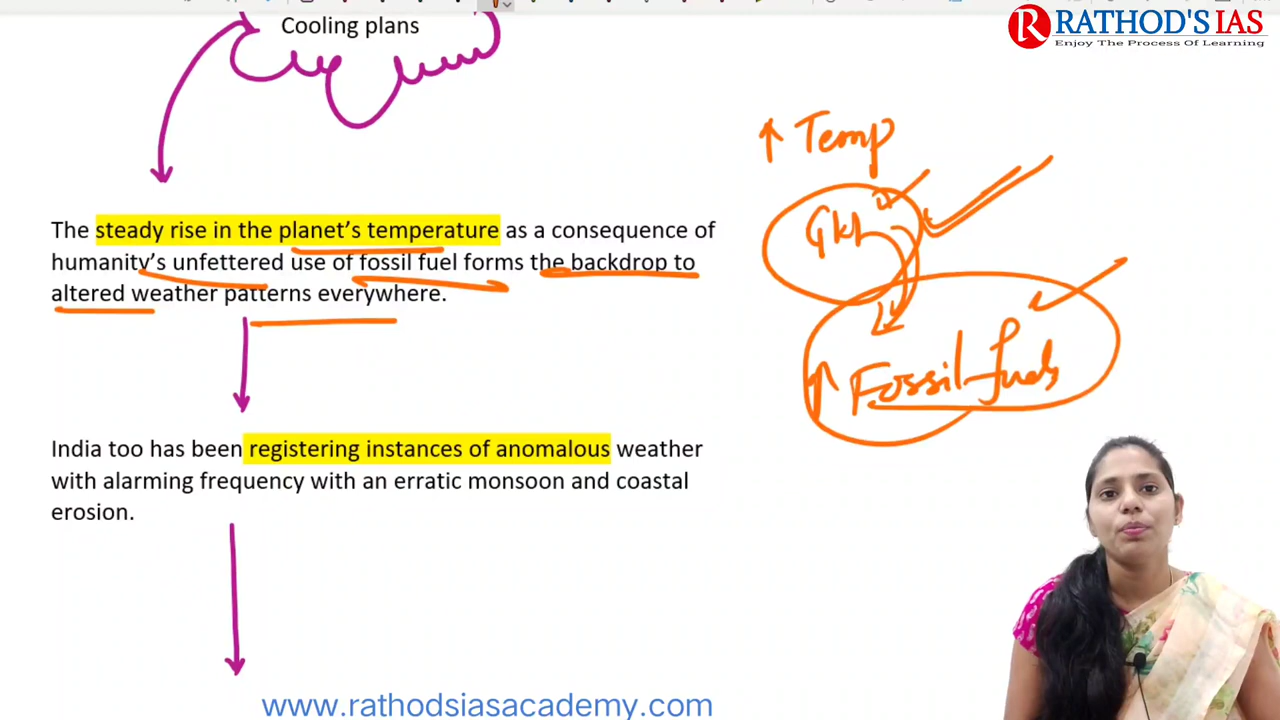 Cooling plans
RATHOD'S IAS
Enjoy The Process Of Learning
↑ Temp
The steady rise in the planet's temperature as a consequence of
humanity's unfettered use of fossil fuel forms the backdrop to
altered weather patterns everywhere.
↑ Fossil fuels
India too has been registering instances of anomalous weather
with alarming frequency with an erratic monsoon and coastal
erosion.
www.rathodsiasacademy.com